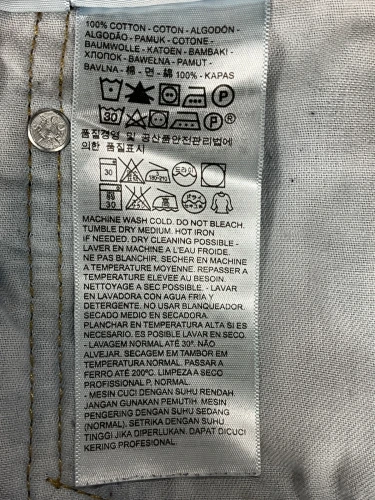 100% COTTON - COTON - ALGODÓN -
ALGODÃO - PAMUK - COTONE -
BAUMWOLLE - KATOEN - BAMBAKI -
ХЛОПОК - BAWEŁNA - PAMUT -
BAVLNA - 棉 - 면 - 綿 100% - KAPAS
P
30 P ®
품질경영 및 공산품안전관리법에
의한 품질표시
30 180-210 드라이
30
MACHINE WASH COLD. DO NOT BLEACH.
TUMBLE DRY MEDIUM. HOT IRON
IF NEEDED. DRY CLEANING POSSIBLE -
LAVER EN MACHINE A L'EAU FROIDE.
NE PAS BLANCHIR. SECHER EN MACHINE
A TEMPERATURE MOYENNE. REPASSER A
TEMPERATURE ELEVEE AU BESOIN.
NETTOYAGE A SEC POSSIBLE. - LAVAR
EN LAVADORA CON AGUA FRIA Y
DETERGENTE. NO USAR BLANQUEADOR.
SECADO MEDIO EN SECADORA.
PLANCHAR EN TEMPERATURA ALTA SI ES
NECESARIO. ES POSIBLE LAVAR EN SECO.
- LAVAGEM NORMAL ATÉ 30º. NÃO
ALVEJAR. SECAGEM EM TAMBOR EM
TEMPERATURA NORMAL. PASSAR A
FERRO ATÉ 200ºC. LIMPEZA A SECO
PROFISSIONAL P. NORMAL.
- MESIN CUCI DENGAN SUHU RENDAH.
JANGAN GUNAKAN PEMUTIH. MESIN
PENGERING DENGAN SUHU SEDANG
(NORMAL). SETRIKA DENGAN SUHU
TINGGI JIKA DIPERLUKAN. DAPAT DICUCI
KERING PROFESIONAL.